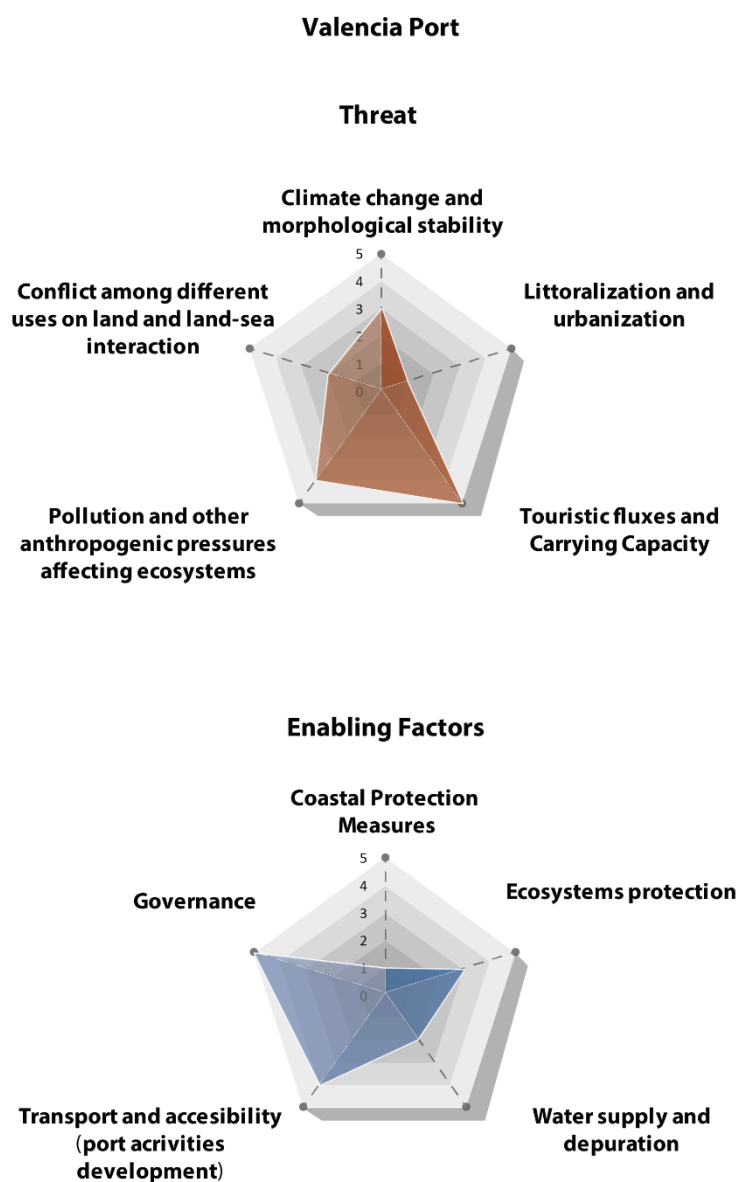 Valencia Port
Threat
Climate change and
morphological stability
Conflict among different
uses on land and land-sea
interaction
Littoralization and
urbanization
5
4
3
2
1
0
Pollution and other
anthropogenic pressures
affecting ecosystems
Touristic fluxes and
Carrying Capacity
Enabling Factors
Coastal Protection
Measures
Governance
Ecosystems protection
5
4
3
2
1
0
Transport and accesibility
(port acrivities
development)
Water supply and
depuration